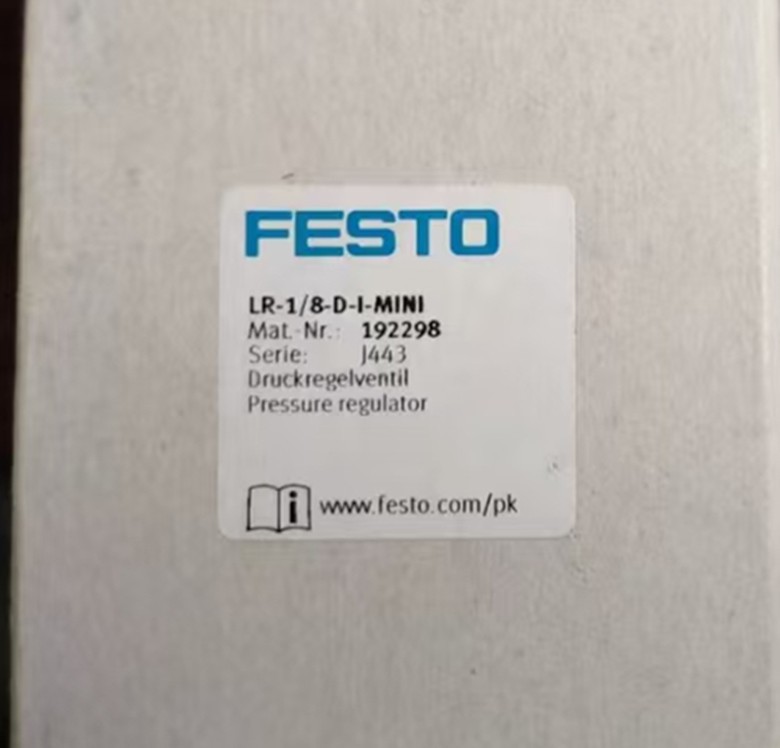 FESTO
LR-1/8-D-I-MINI
Mat.-Nr.: 192298
Serie: J443
Druckregelventil
Pressure regulator
i www.festo.com/pk